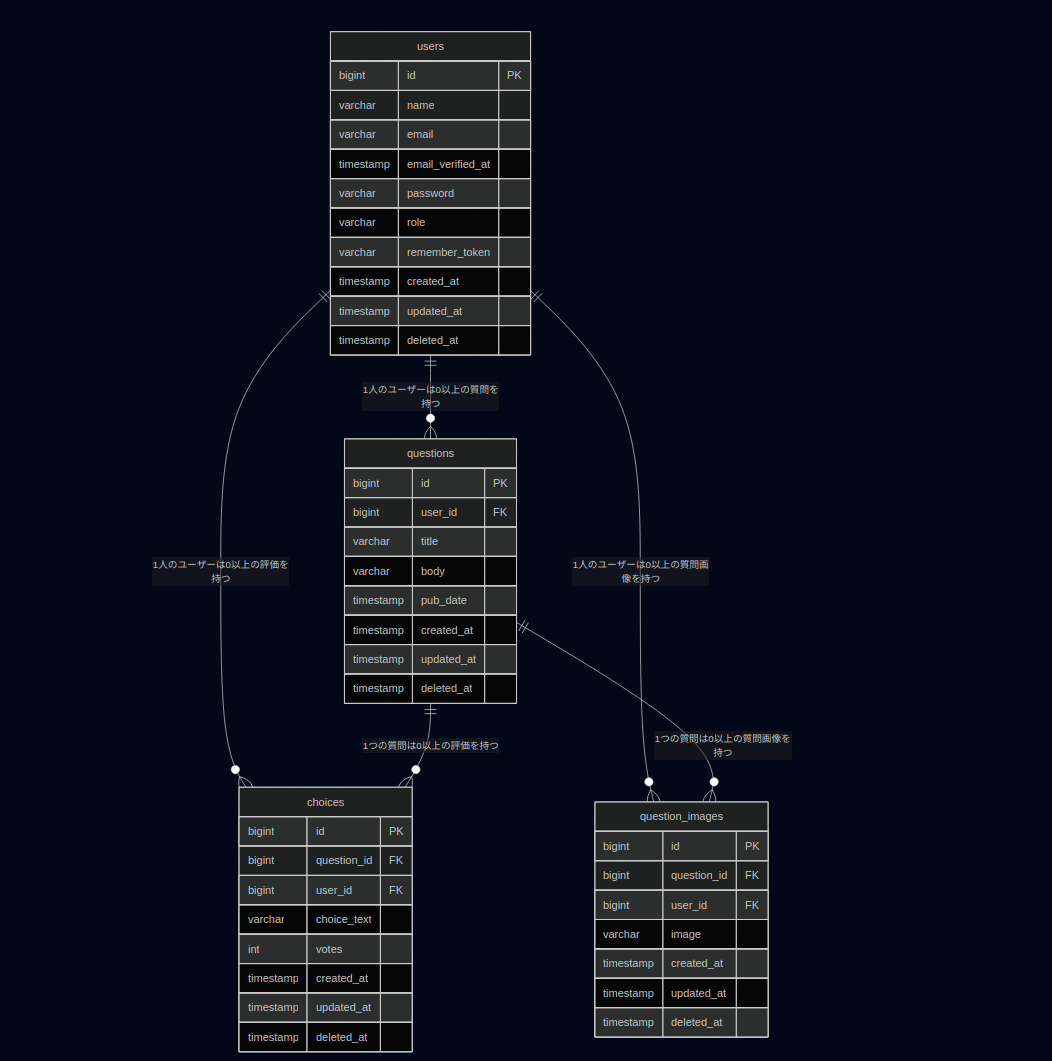 users
bigint id PK
varchar name
varchar email
timestamp email_verified_at
varchar password
varchar role
varchar remember_token
timestamp created_at
timestamp updated_at
timestamp deleted_at
1人のユーザーは0以上の質問を
持つ
questions
bigint id PK
bigint user_id FK
varchar title
varchar body
timestamp pub_date
timestamp created_at
timestamp updated_at
timestamp deleted_at
1人のユーザーは0以上の評価を
持つ
1人のユーザーは0以上の質問画
像を持つ
1つの質問は0以上の評価を持つ
1つの質問は0以上の質問画像を
持つ
choices
bigint id PK
bigint question_id FK
bigint user_id FK
varchar choice_text
int votes
timestamp created_at
timestamp updated_at
timestamp deleted_at
question_images
bigint id PK
bigint question_id FK
bigint user_id FK
varchar image
timestamp created_at
timestamp updated_at
timestamp deleted_at